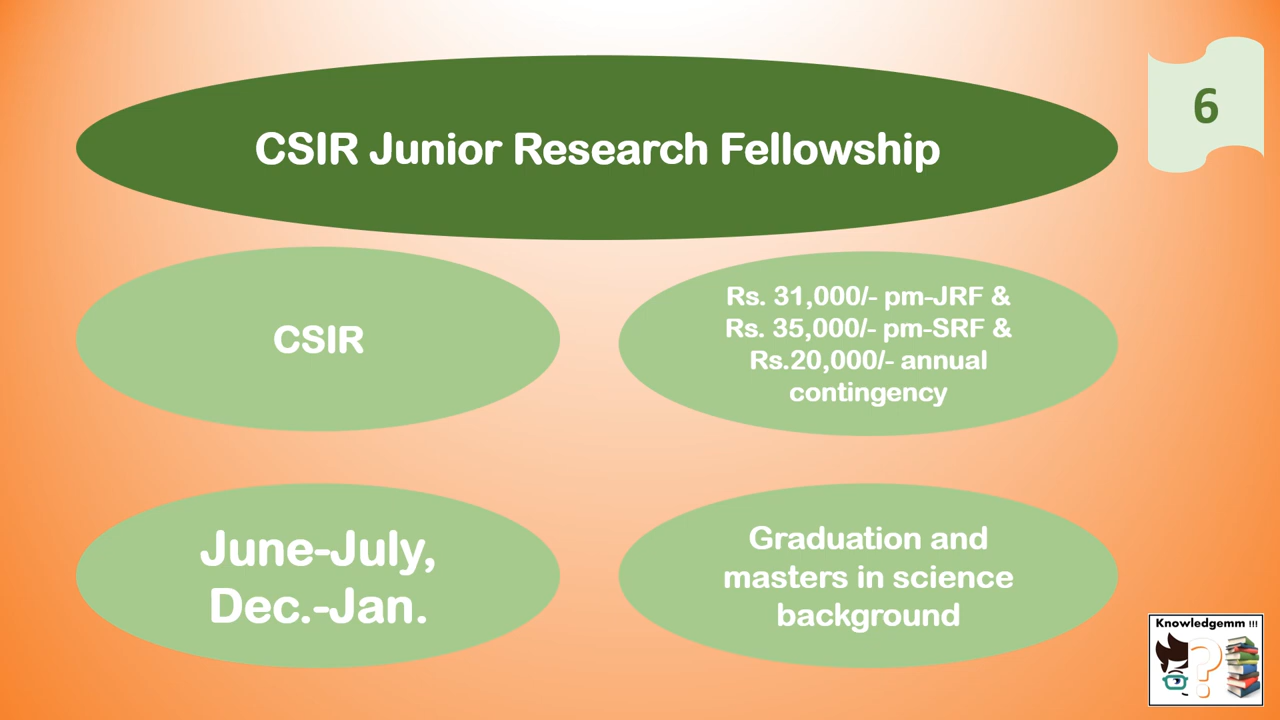 CSIR Junior Research Fellowship
6
CSIR
Rs. 31,000/- pm-JRF &
Rs. 35,000/- pm-SRF &
Rs.20,000/- annual
contingency
June-July,
Dec.-Jan.
Graduation and
masters in science
background
Knowledgemm !!!
?